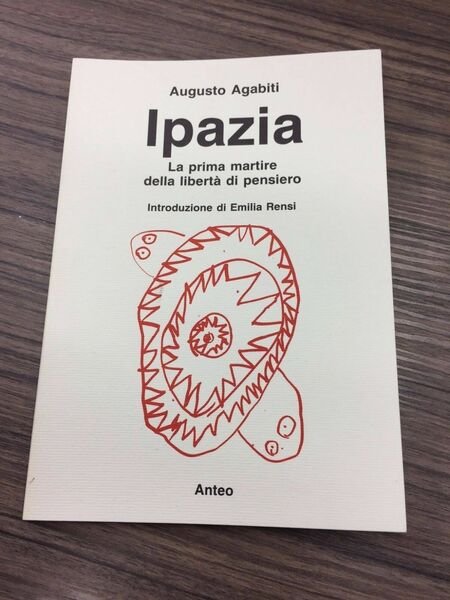 Augusto Agabiti
Ipazia
La prima martire
della libertà di pensiero
Introduzione di Emilia Rensi
Anteo